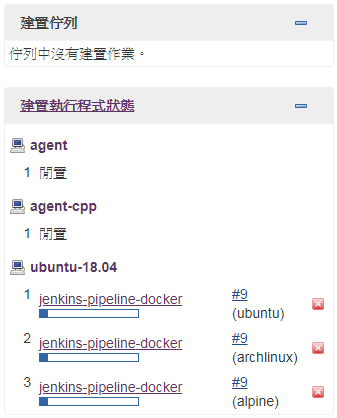 建置佇列
佇列中沒有建置作業。
建置執行程式狀態
agent
1 閒置
agent-cpp
1 閒置
ubuntu-18.04
1 jenkins-pipeline-docker #9
(ubuntu)
2 jenkins-pipeline-docker #9
(archlinux)
3 jenkins-pipeline-docker #9
(alpine)